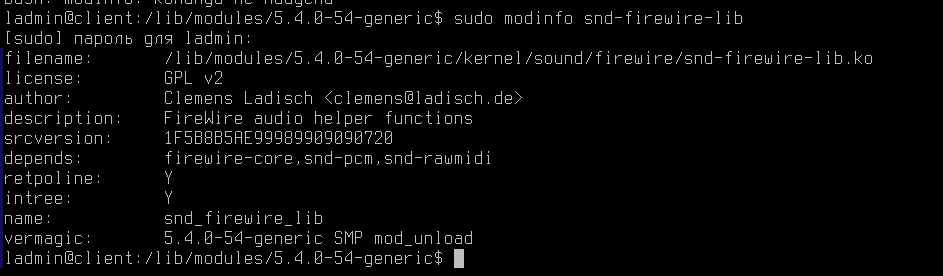 bash: modinfo: команда не найдена
ladmin@client:/lib/modules/5.4.0-54-generic$ sudo modinfo snd-firewire-lib
[sudo] пароль для ladmin:
filename:       /lib/modules/5.4.0-54-generic/kernel/sound/firewire/snd-firewire-lib.ko
license:        GPL v2
author:         Clemens Ladisch <clemens@ladisch.de>
description:    FireWire audio helper functions
srcversion:     1F5B8B5AE99989909090720
depends:        firewire-core,snd-pcm,snd-rawmidi
retpoline:      Y
intree:         Y
name:           snd_firewire_lib
vermagic:       5.4.0-54-generic SMP mod_unload
ladmin@client:/lib/modules/5.4.0-54-generic$